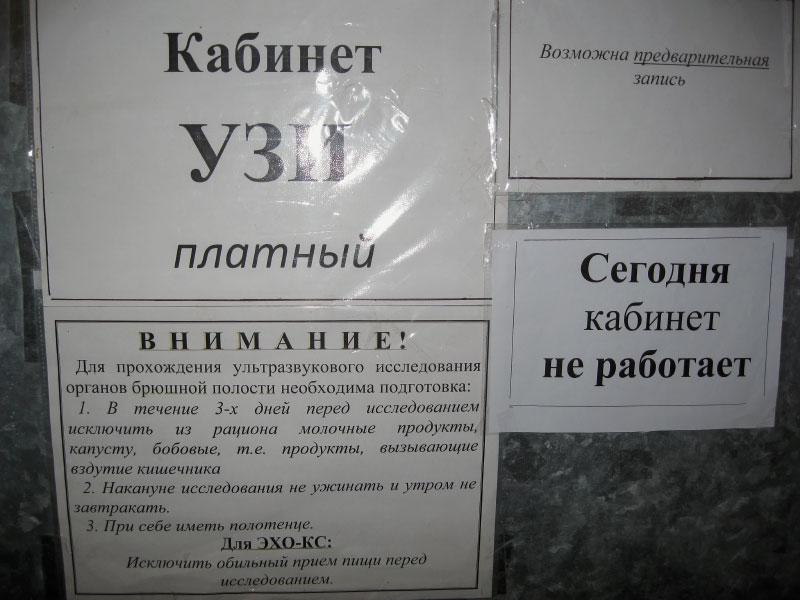 Кабинет
УЗИ
платный
Возможна предварительная
запись
Сегодня
кабинет
не работает
ВНИМАНИЕ!
Для прохождения ультразвукового исследования
органов брюшной полости необходима подготовка:
1. В течение 3-х дней перед исследованием
исключить из рациона молочные продукты,
капусту, бобовые, т.е. продукты, вызывающие
вздутие кишечника
2. Накануне исследования не ужинать и утром не
завтракать.
3. При себе иметь полотенце.
Для ЭХО-КС:
Исключить обильный прием пищи перед
исследованием.